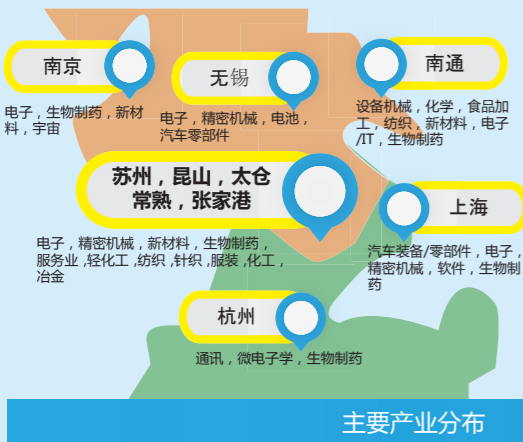 南京
无锡
南通
电子，生物制药，新材
料，宇宙
电子，精密机械，电池，
汽车零部件
设备机械，化学，食品加
工，纺织，新材料，电子
/IT，生物制药
苏州，昆山，太仓
常熟，张家港
上海
电子，精密机械，新材料，生物制药，
服务业 ,轻化工 ,纺织 ,针织 ,服装 ,化工，
冶金
汽车装备/零部件，电子，
精密机械，软件，生物制
药
杭州
通讯，微电子学，生物制药
主要产业分布